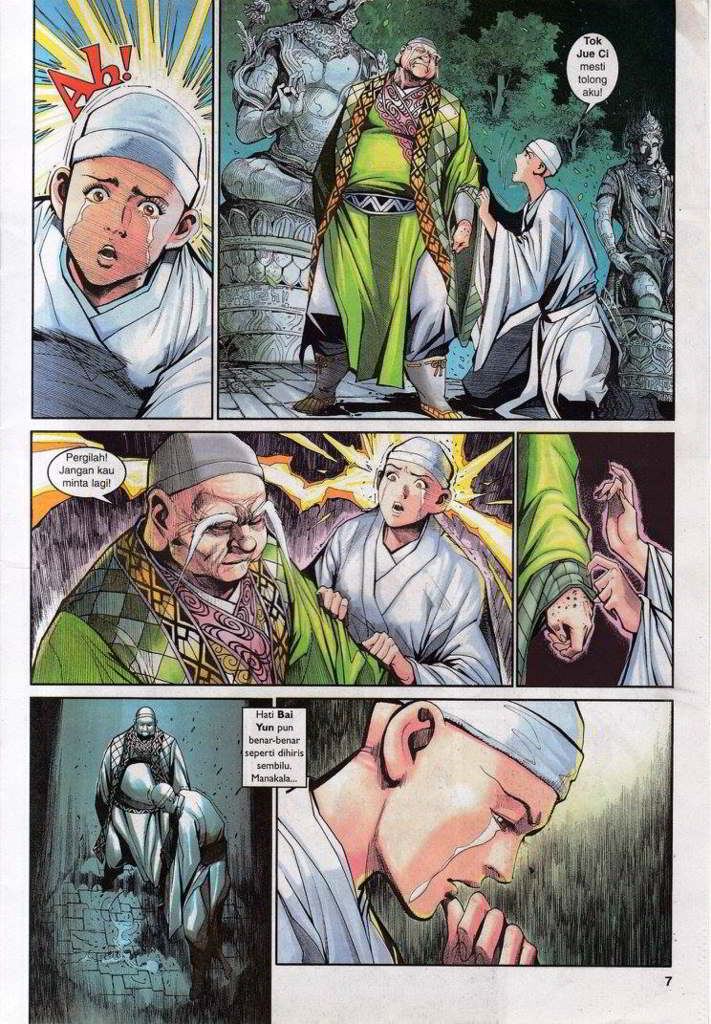 Ah!
Tok
Jue Ci
mesti
tolong
aku!
Pergilah!
Jangan kau
minta lagi!
Hati Bai
Yun pun
benar-benar
seperti dihiris
sembilu.
Manakala...
7